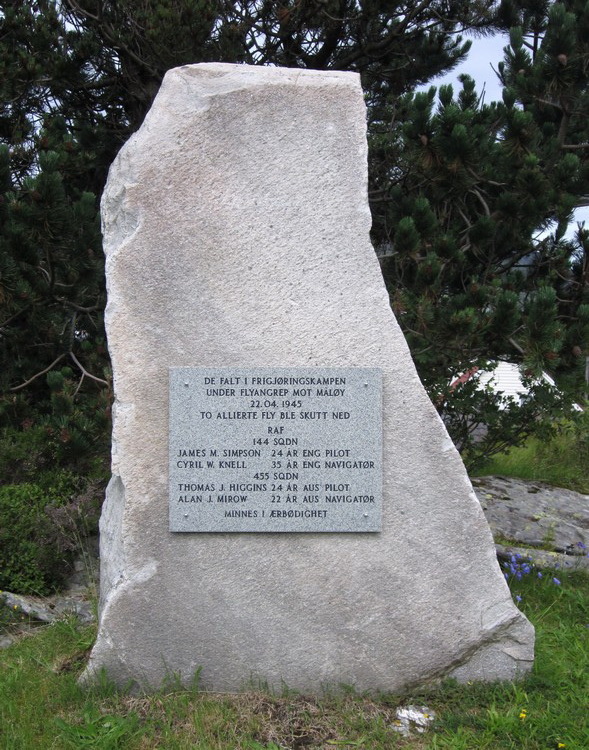 DE FALT I FRIGJØRINGSKAMPEN
UNDER FLYANGREP MOT MÅLØY
22.04.1945
TO ALLIERTE FLY BLE SKUTT NED
RAF
144 SQDN
JAMES M. SIMPSON 24 ÅR ENG PILOT
CYRIL W. KNELL 35 ÅR ENG NAVIGATØR
455 SQDN
THOMAS J. HIGGINS 24 ÅR AUS PILOT
ALAN J. MIROW 22 ÅR AUS NAVIGATØR
MINNES I ÆRBØDIGHET